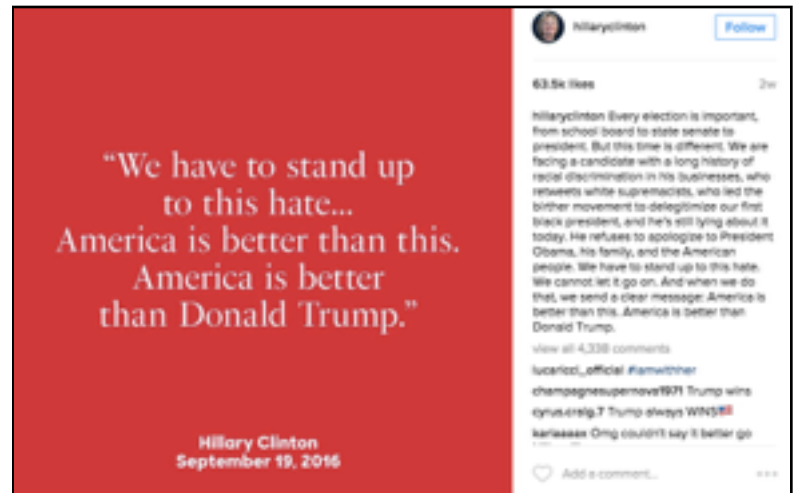 “We have to stand up
to this hate...
America is better than this.
America is better
than Donald Trump.”
Hillary Clinton
September 19, 2016
hillaryclinton
Follow
63.5k likes
2w
hillaryclinton Every election is important,
from school board to state senate to
president. But this time is different. We are
facing a candidate with a long history of
racial discrimination in his businesses, who
retweets white supremacists, who led the
birther movement to delegitimize our first
black president, and he's still lying about it
today. He refuses to apologize to President
Obama, his family, and the American
people. We have to stand up to this hate.
We cannot let it go on. And when we do
that, we send a clear message: America is
better than this. America is better than
Donald Trump.
view all 4,338 comments
lucaricci_official #iamwithher
champagnesupernova1971 Trump wins
cyrus.craig.7 Trump always WINS🇺🇸
Omg couldn't say it better go
Add a comment...